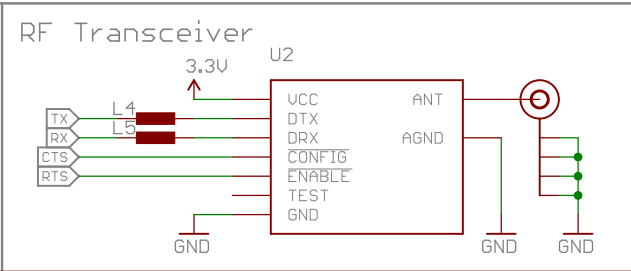 RF Transceiver
U2
3.3V
VCC ANT
TX L4 DTX
RX L5 DRX AGND
CTS CONFIG
RTS ENABLE
TEST
GND
GND GND GND